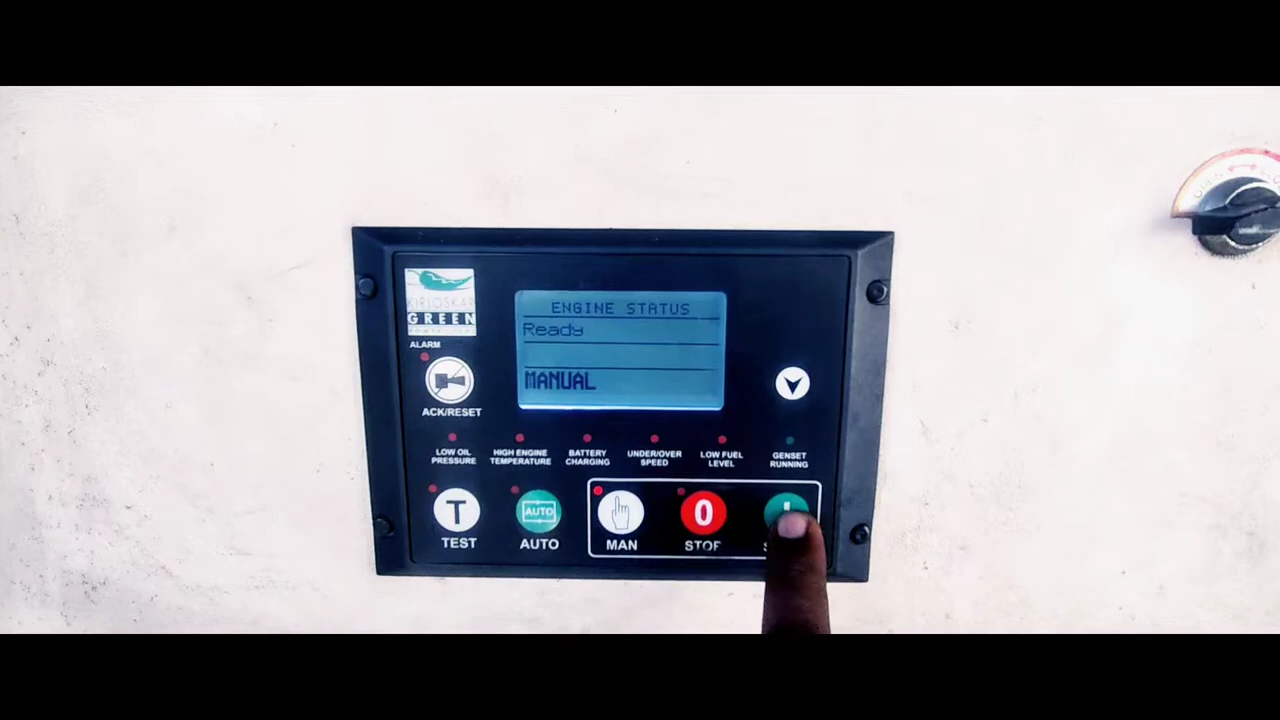 ENGINE STATUS
Ready
MANUAL
KIRLOSKAR
GREEN
ALARM
ACK/RESET
LOW OIL PRESSURE
HIGH ENGINE TEMPERATURE
BATTERY CHARGING
UNDER/OVER SPEED
LOW FUEL LEVEL
GENSET RUNNING
T
AUTO
0
TEST
AUTO
MAN
STOP